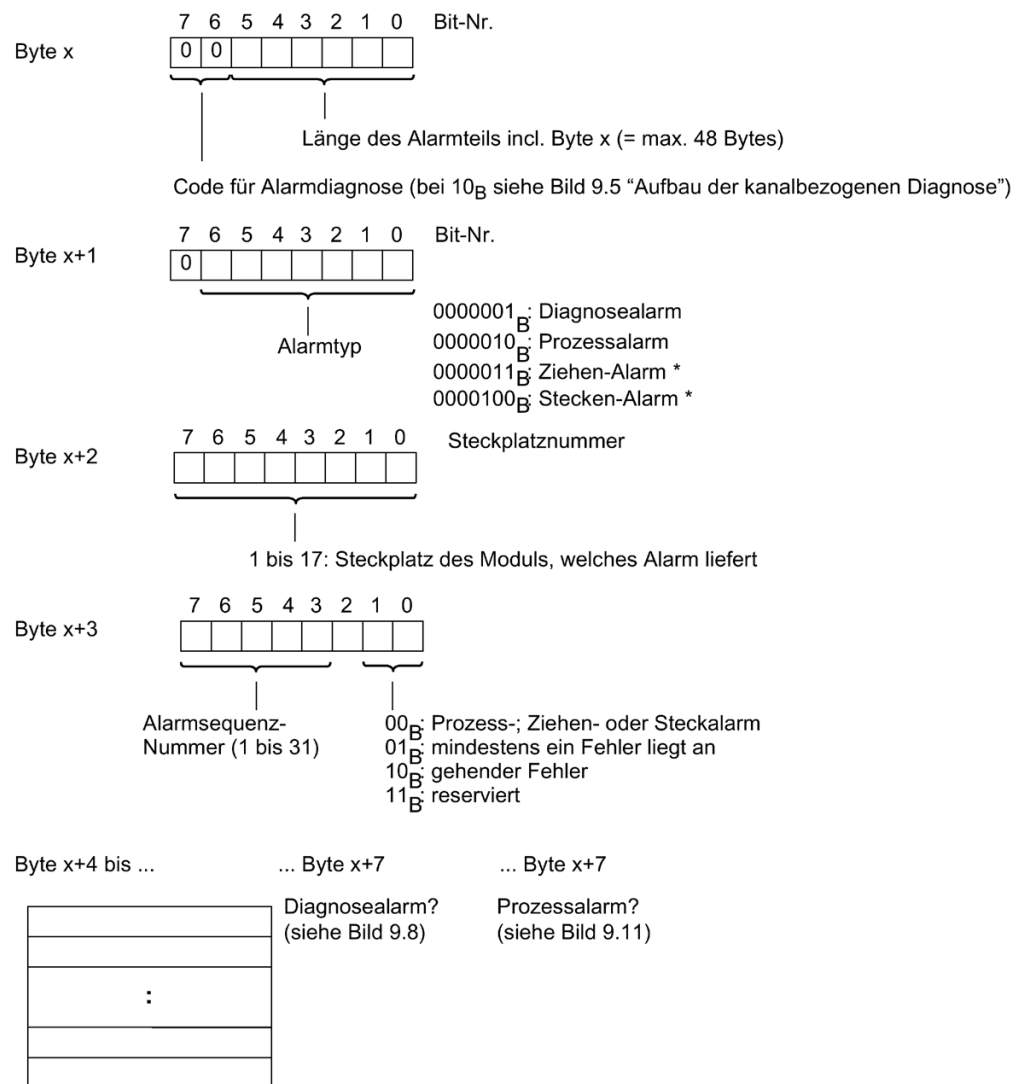 7 6 5 4 3 2 1 0 Bit-Nr.
Byte x
0 0
Länge des Alarmteils incl. Byte x (= max. 48 Bytes)
Code für Alarmdiagnose (bei 10B siehe Bild 9.5 “Aufbau der kanalbezogenen Diagnose”)
7 6 5 4 3 2 1 0 Bit-Nr.
Byte x+1
0
Alarmtyp
0000001B: Diagnosealarm
0000010B: Prozessalarm
0000011B: Ziehen-Alarm *
0000100B: Stecken-Alarm *
7 6 5 4 3 2 1 0 Steckplatznummer
Byte x+2
1 bis 17: Steckplatz des Moduls, welches Alarm liefert
7 6 5 4 3 2 1 0
Byte x+3
Alarmsequenz-
Nummer (1 bis 31)
00B: Prozess-; Ziehen- oder Steckalarm
01B: mindestens ein Fehler liegt an
10B: gehender Fehler
11B: reserviert
Byte x+4 bis ... ... Byte x+7 ... Byte x+7
Diagnosealarm? Prozessalarm?
(siehe Bild 9.8) (siehe Bild 9.11)
: